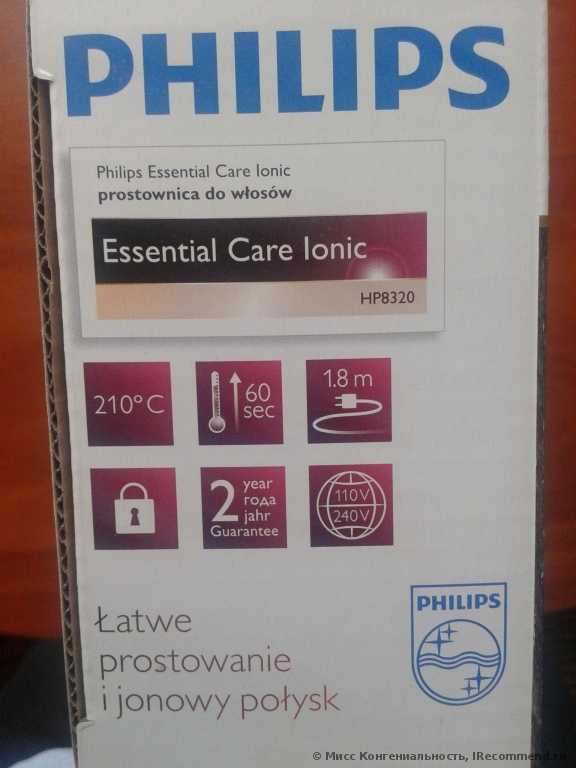 PHILIPS
Philips Essential Care Ionic
prostownica do włosów
Essential Care Ionic
HP8320
210°C
60
sec
1.8 m
2
year
года
jahr
Guarantee
110V
240V
PHILIPS
Łatwe
prostowanie
i jonowy połysk
© Мисс Конгениальность, IRecommend.ru